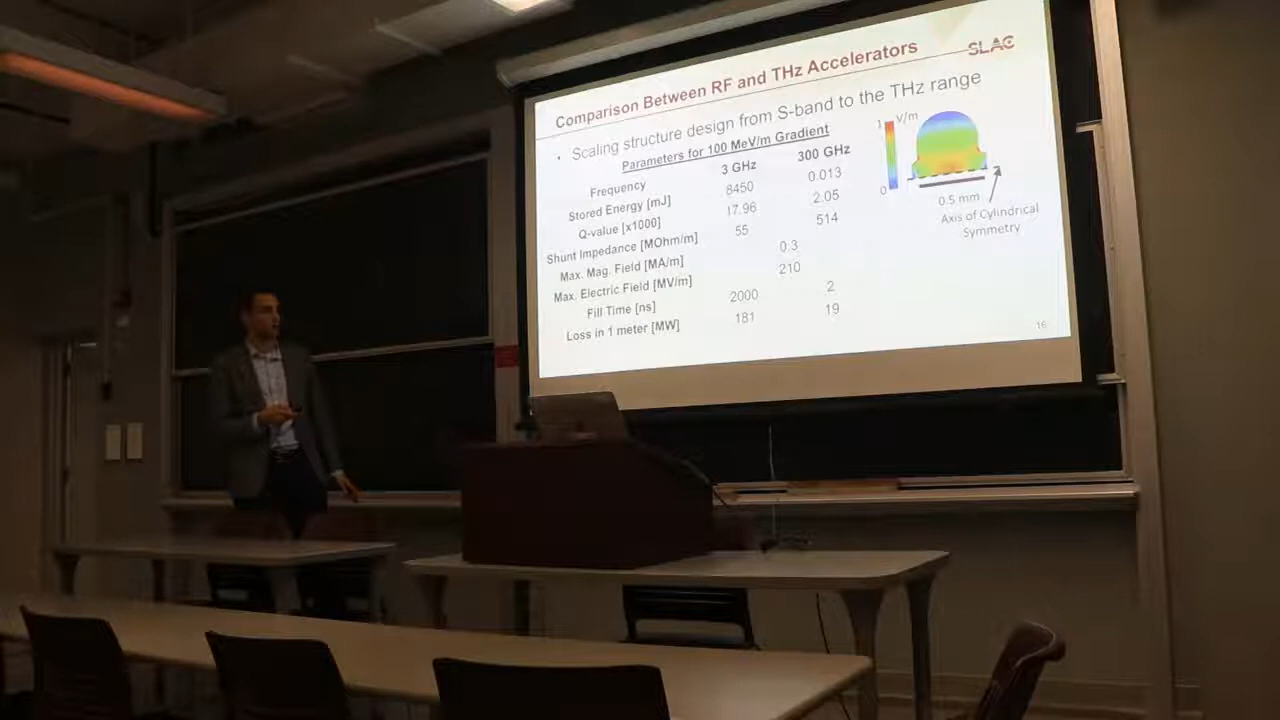 Comparison Between RF and THz Accelerators
SLAC
• Scaling structure design from S-band to the THz range
Parameters for 100 MeV/m Gradient
Frequency 3 GHz 300 GHz
Stored Energy [mJ] 8450 0.013
Q-value [x1000] 17.96 2.05
Shunt Impedance [MOhm/m] 55 514
Max. Mag. Field [MA/m] 0.3
Max. Electric Field [MV/m] 210
Fill Time [ns] 2000 2
Loss in 1 meter [MW] 181 19
1 V/m
0
0.5 mm
Axis of Cylindrical
Symmetry
16